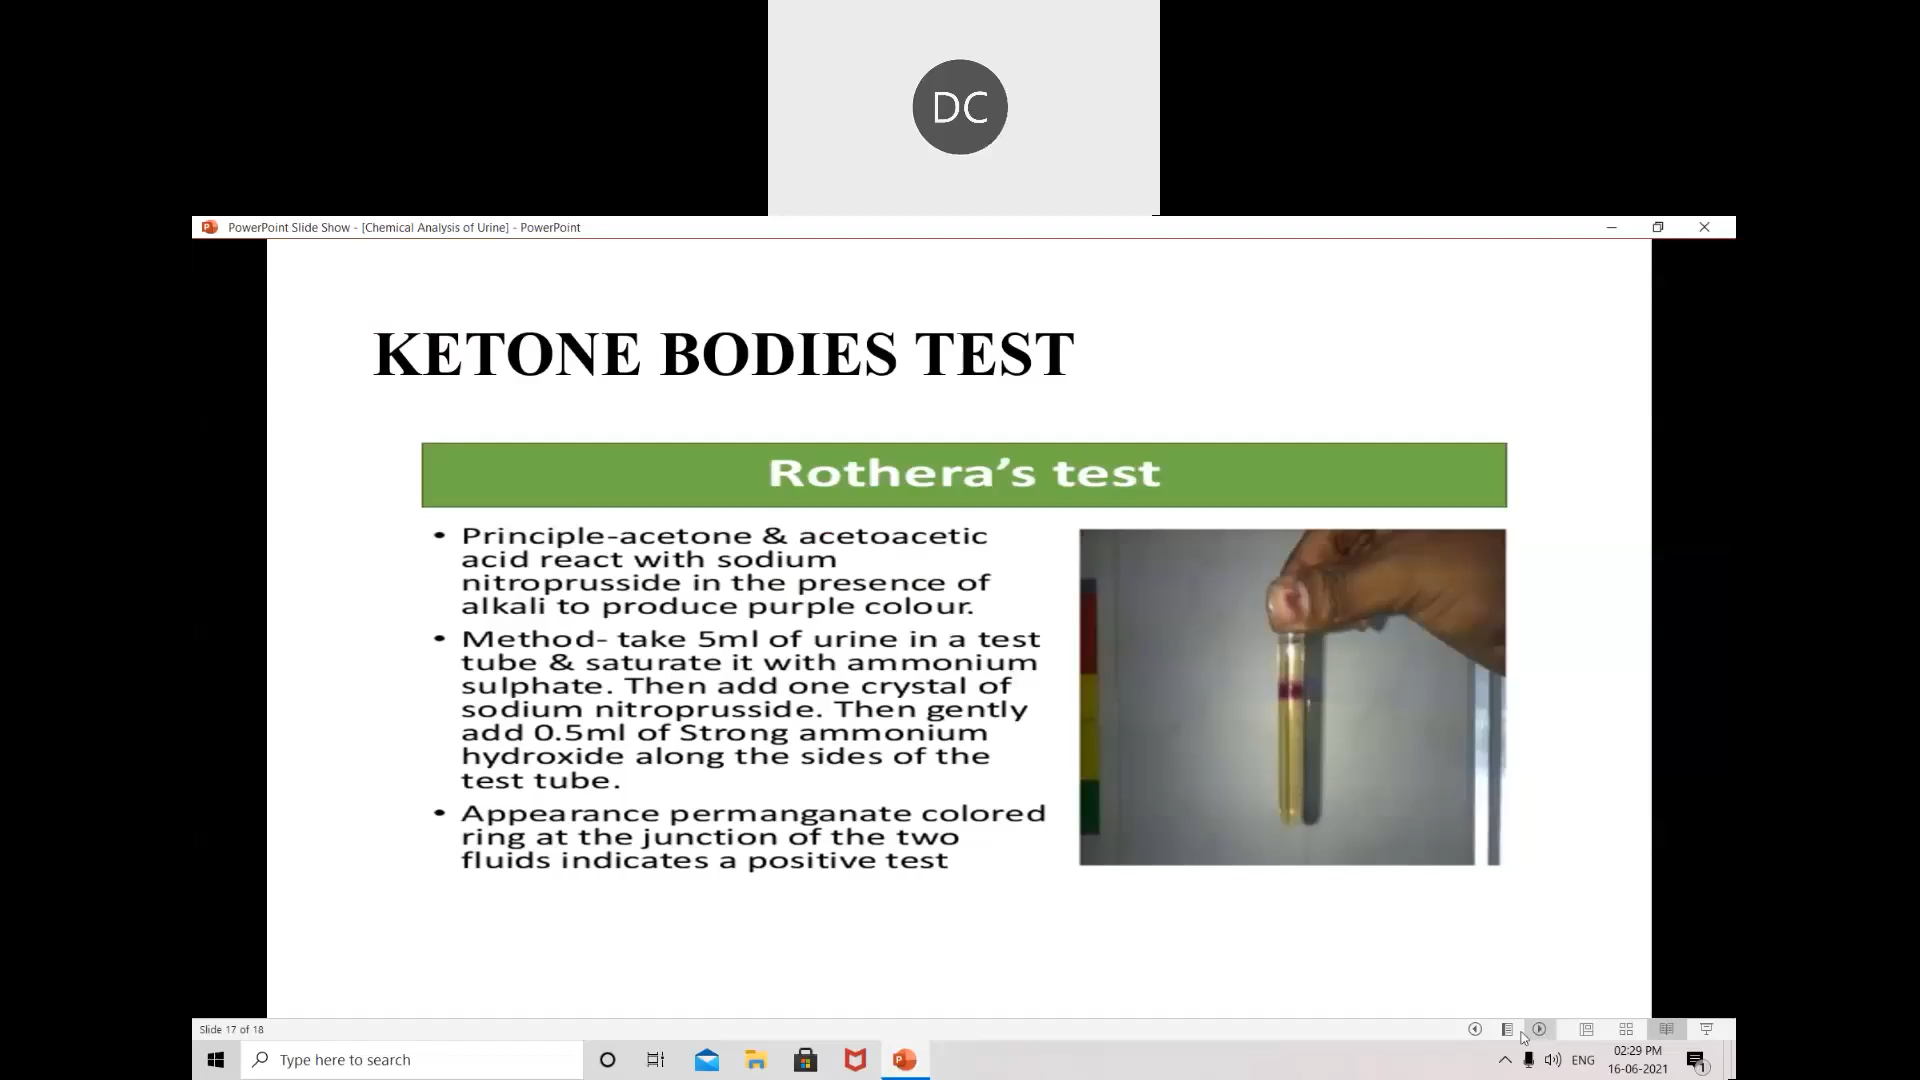 DC
PowerPoint Slide Show - [Chemical Analysis of Urine] - PowerPoint
KETONE BODIES TEST
Rothera's test
• Principle-acetone & acetoacetic
acid react with sodium
nitroprusside in the presence of
alkali to produce purple colour.
• Method- take 5ml of urine in a test
tube & saturate it with ammonium
sulphate. Then add one crystal of
sodium nitroprusside. Then gently
add 0.5ml of Strong ammonium
hydroxide along the sides of the
test tube.
• Appearance permanganate colored
ring at the junction of the two
fluids indicates a positive test
Slide 17 of 18
Type here to search
ENG
02:29 PM
16-06-2021
1